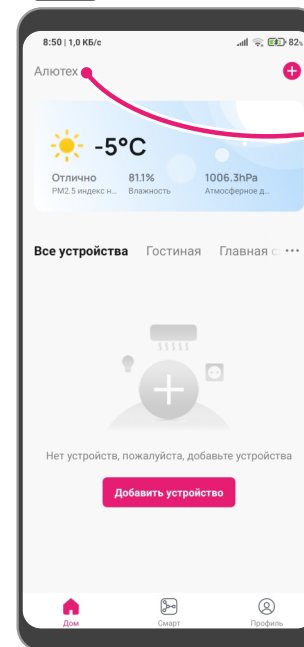 8:50 | 1,0 КБ/с 82%
Алютех
-5°C
Отлично 81.1% 1006.3hPa
PM2.5 индекс н... Влажность Атмосферное д...
Все устройства Гостиная Главная с ...
Нет устройств, пожалуйста, добавьте устройства
Добавить устройство
Дом Смарт Профиль